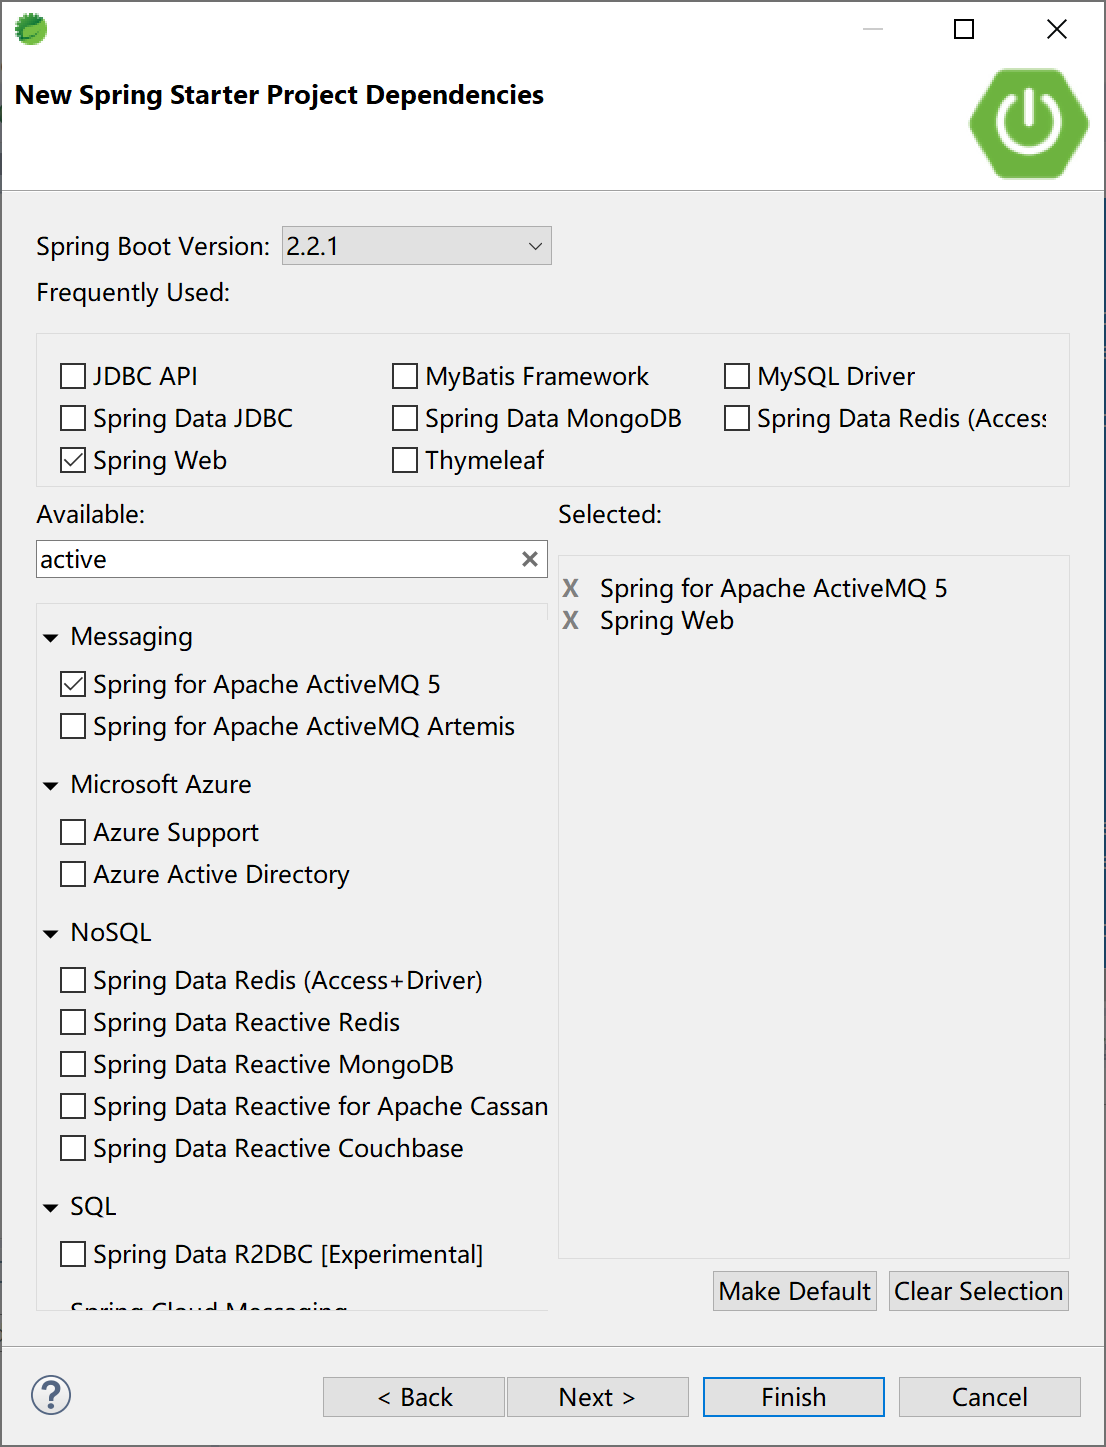 New Spring Starter Project Dependencies
Spring Boot Version: 2.2.1
Frequently Used:
JDBC API MyBatis Framework MySQL Driver
Spring Data JDBC Spring Data MongoDB Spring Data Redis (Access
Spring Web Thymeleaf
Available: Selected:
active
Spring for Apache ActiveMQ 5
Spring Web
Messaging
Spring for Apache ActiveMQ 5
Spring for Apache ActiveMQ Artemis
Microsoft Azure
Azure Support
Azure Active Directory
NoSQL
Spring Data Redis (Access+Driver)
Spring Data Reactive Redis
Spring Data Reactive MongoDB
Spring Data Reactive for Apache Cassan
Spring Data Reactive Couchbase
SQL
Spring Data R2DBC [Experimental]
Spring Cloud Messaging
Make Default Clear Selection
< Back Next > Finish Cancel